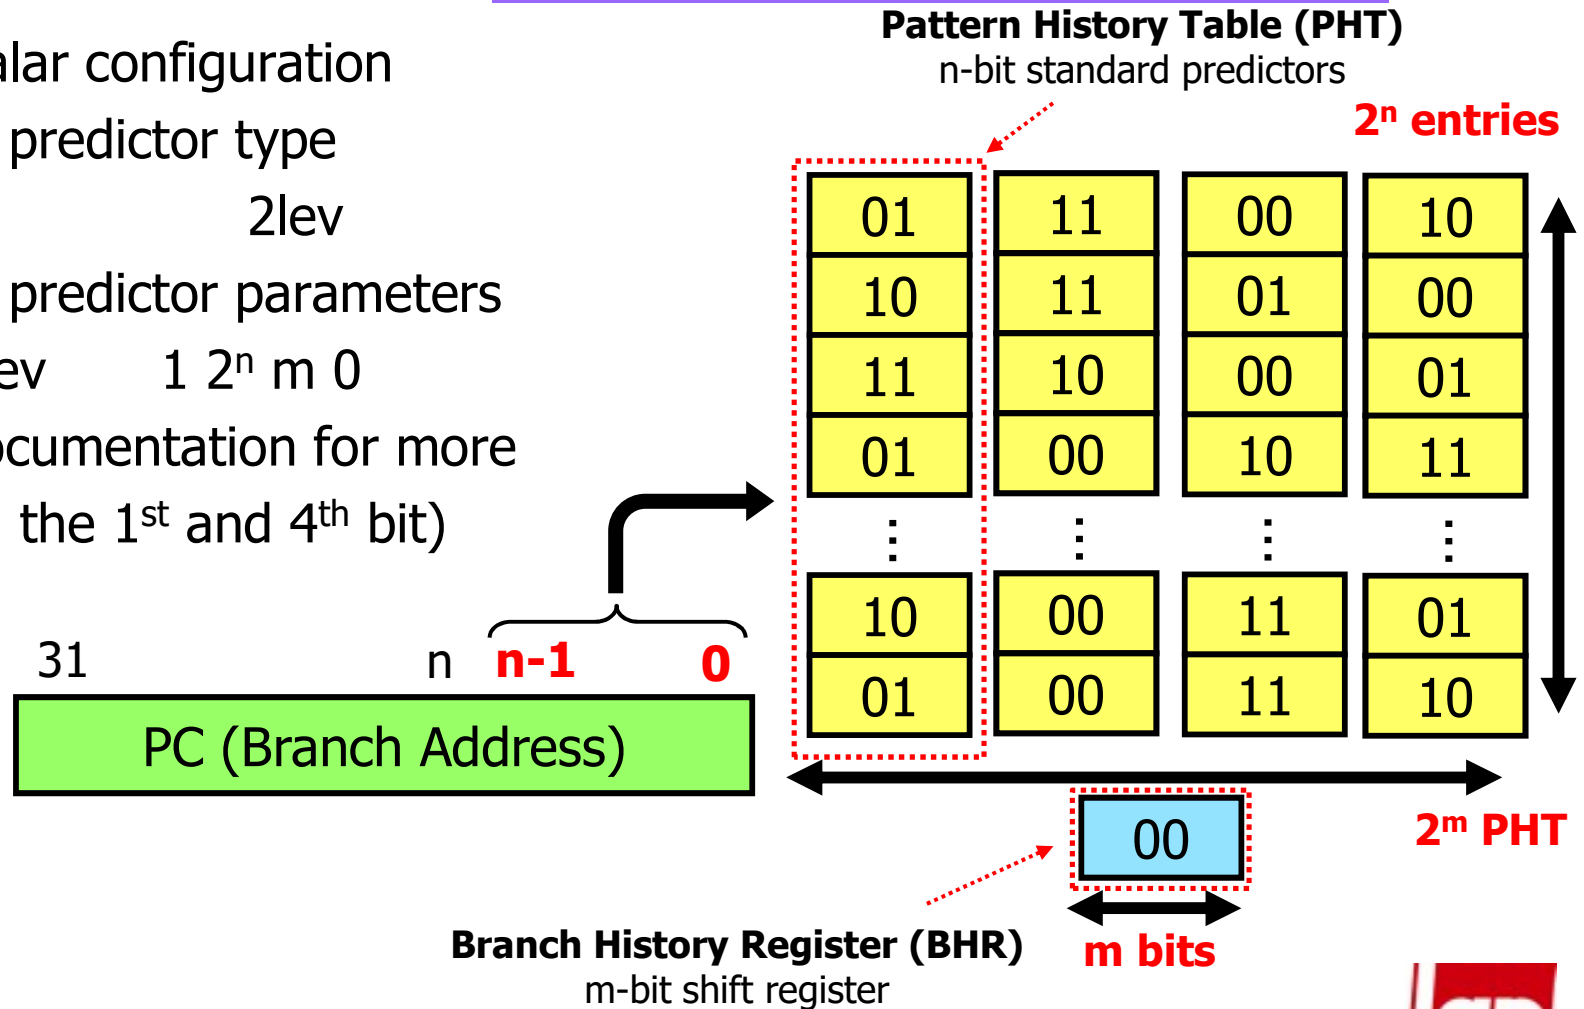 Pattern History Table (PHT)
n-bit standard predictors
2ⁿ entries
alar configuration
predictor type
2lev
predictor parameters
ev 1 2ⁿ m 0
ocumentation for more
the 1st and 4th bit)
01 11 00 10
10 11 01 00
11 10 00 01
01 00 10 11
⋮ ⋮ ⋮ ⋮
10 00 11 01
01 00 11 10
31 n n-1 0
PC (Branch Address)
2ᵐ PHT
00
Branch History Register (BHR)
m-bit shift register
m bits